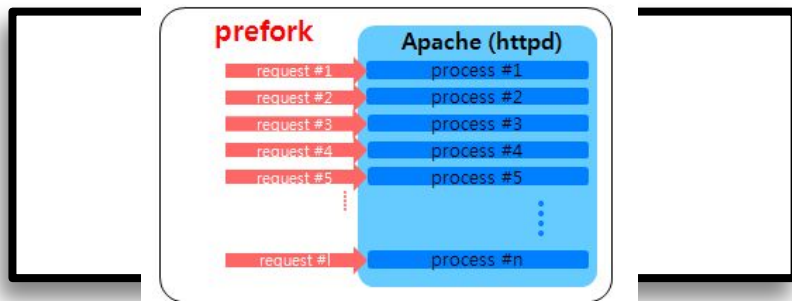 prefork
Apache (httpd)
request #1
process #1
request #2
process #2
request #3
process #3
request #4
process #4
request #5
process #5
request #l
process #n